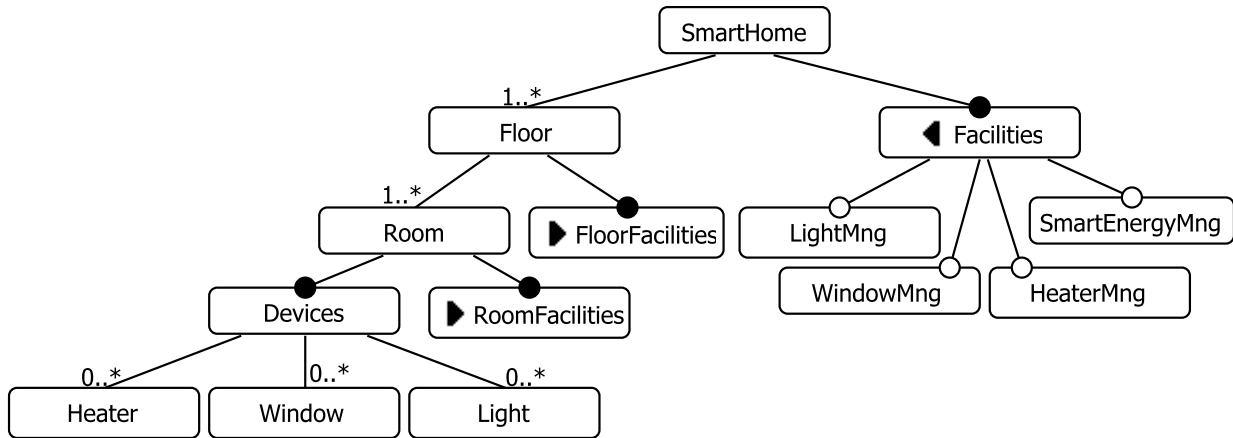 SmartHome
1..*
Floor
Facilities
1..*
Room
FloorFacilities
LightMng
SmartEnergyMng
WindowMng
HeaterMng
Devices
RoomFacilities
0..*
0..*
0..*
Heater
Window
Light